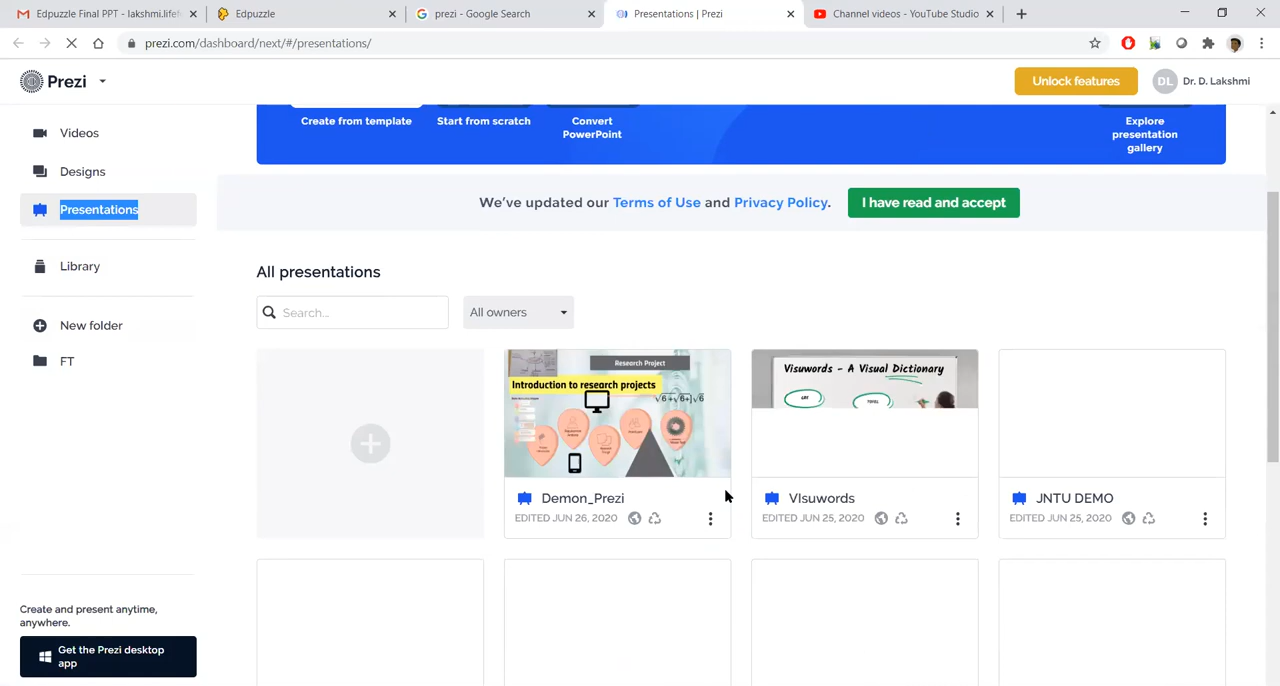 Edpuzzle Final PPT - lakshmi.lifef
Edpuzzle
prezi - Google Search
Presentations | Prezi
Channel videos - YouTube Studio
prezi.com/dashboard/next/#/presentations/
Prezi
Unlock features
DL
Dr. D. Lakshmi
Videos
Designs
Presentations
Library
New folder
FT
Create and present anytime,
anywhere.
Get the Prezi desktop
app
Create from template
Start from scratch
Convert
PowerPoint
Explore
presentation
gallery
We've updated our Terms of Use and Privacy Policy.
I have read and accept
All presentations
Search...
All owners
Research Project
Introduction to research projects
Demon_Prezi
EDITED JUN 26, 2020
Visuwords - A Visual Dictionary
VIsuwords
EDITED JUN 25, 2020
JNTU DEMO
EDITED JUN 25, 2020